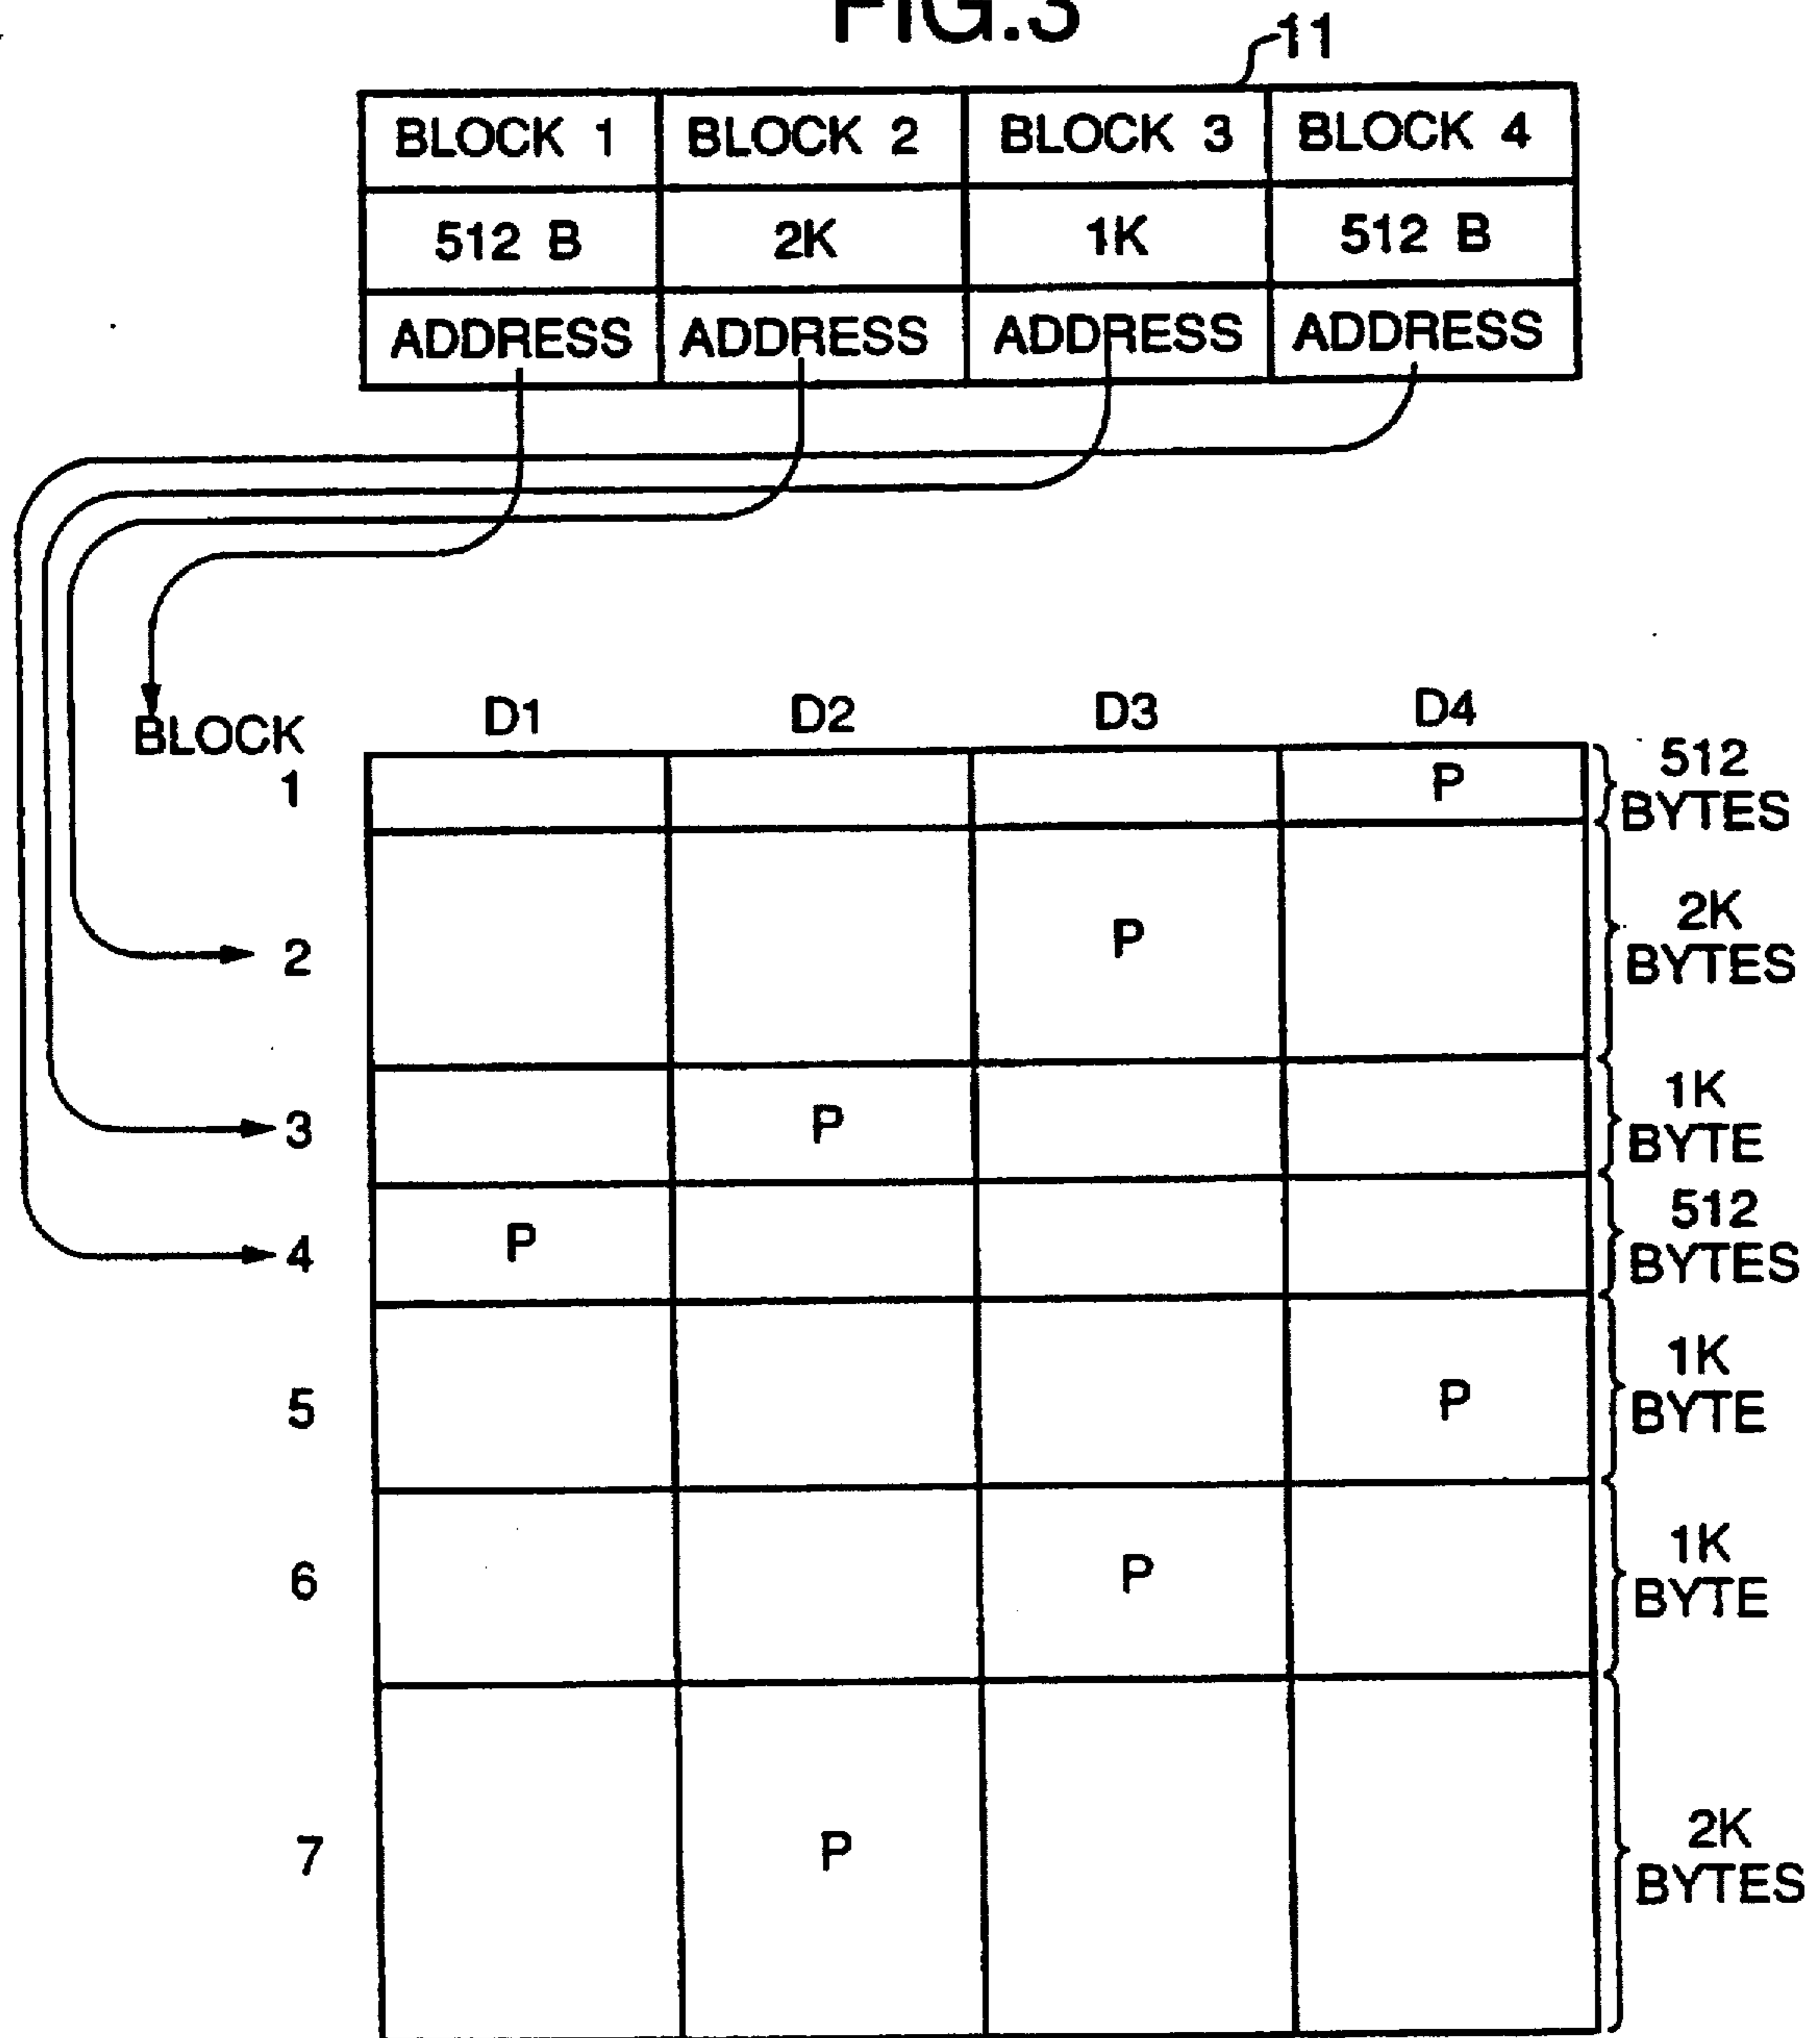 FIG.3
11
BLOCK 1 BLOCK 2 BLOCK 3 BLOCK 4
512 B 2K 1K 512 B
ADDRESS ADDRESS ADDRESS ADDRESS
D1 D2 D3 D4
BLOCK
1 P 512
BYTES
2 P 2K
BYTES
3 P 1K
BYTE
4 P 512
BYTES
5 P 1K
BYTE
6 P 1K
BYTE
7 P 2K
BYTES